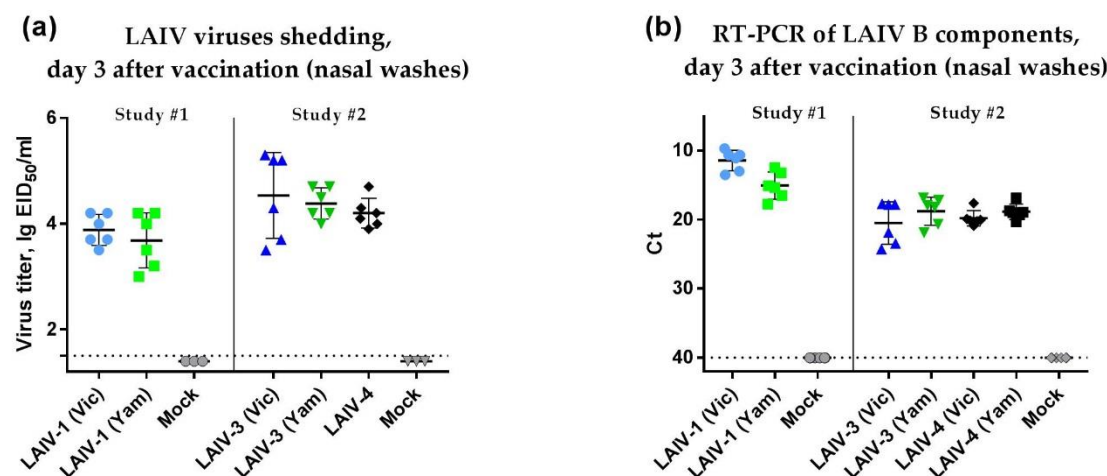 (a)
LAIV viruses shedding,
day 3 after vaccination (nasal washes)
Study #1
Study #2
Virus titer, lg EID50/ml
6
4
2
LAIV-1 (Vic)
LAIV-1 (Yam)
Mock
LAIV-3 (Vic)
LAIV-3 (Yam)
LAIV-4
Mock
(b)
RT-PCR of LAIV B components,
day 3 after vaccination (nasal washes)
Study #1
Study #2
Ct
10
20
30
40
LAIV-1 (Vic)
LAIV-1 (Yam)
Mock
LAIV-3 (Vic)
LAIV-3 (Yam)
LAIV-4 (Vic)
LAIV-4 (Yam)
Mock